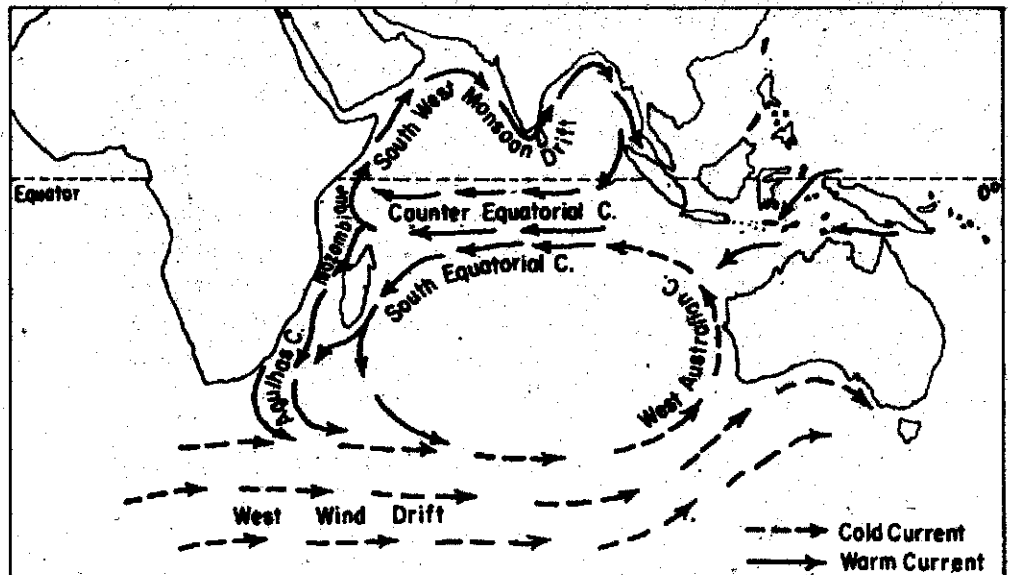 South West Monsoon Drift
Equator
0°
Counter Equatorial C.
Mozambique
South Equatorial C.
Agulhas C.
West Australian C.
West Wind Drift
Cold Current
Warm Current